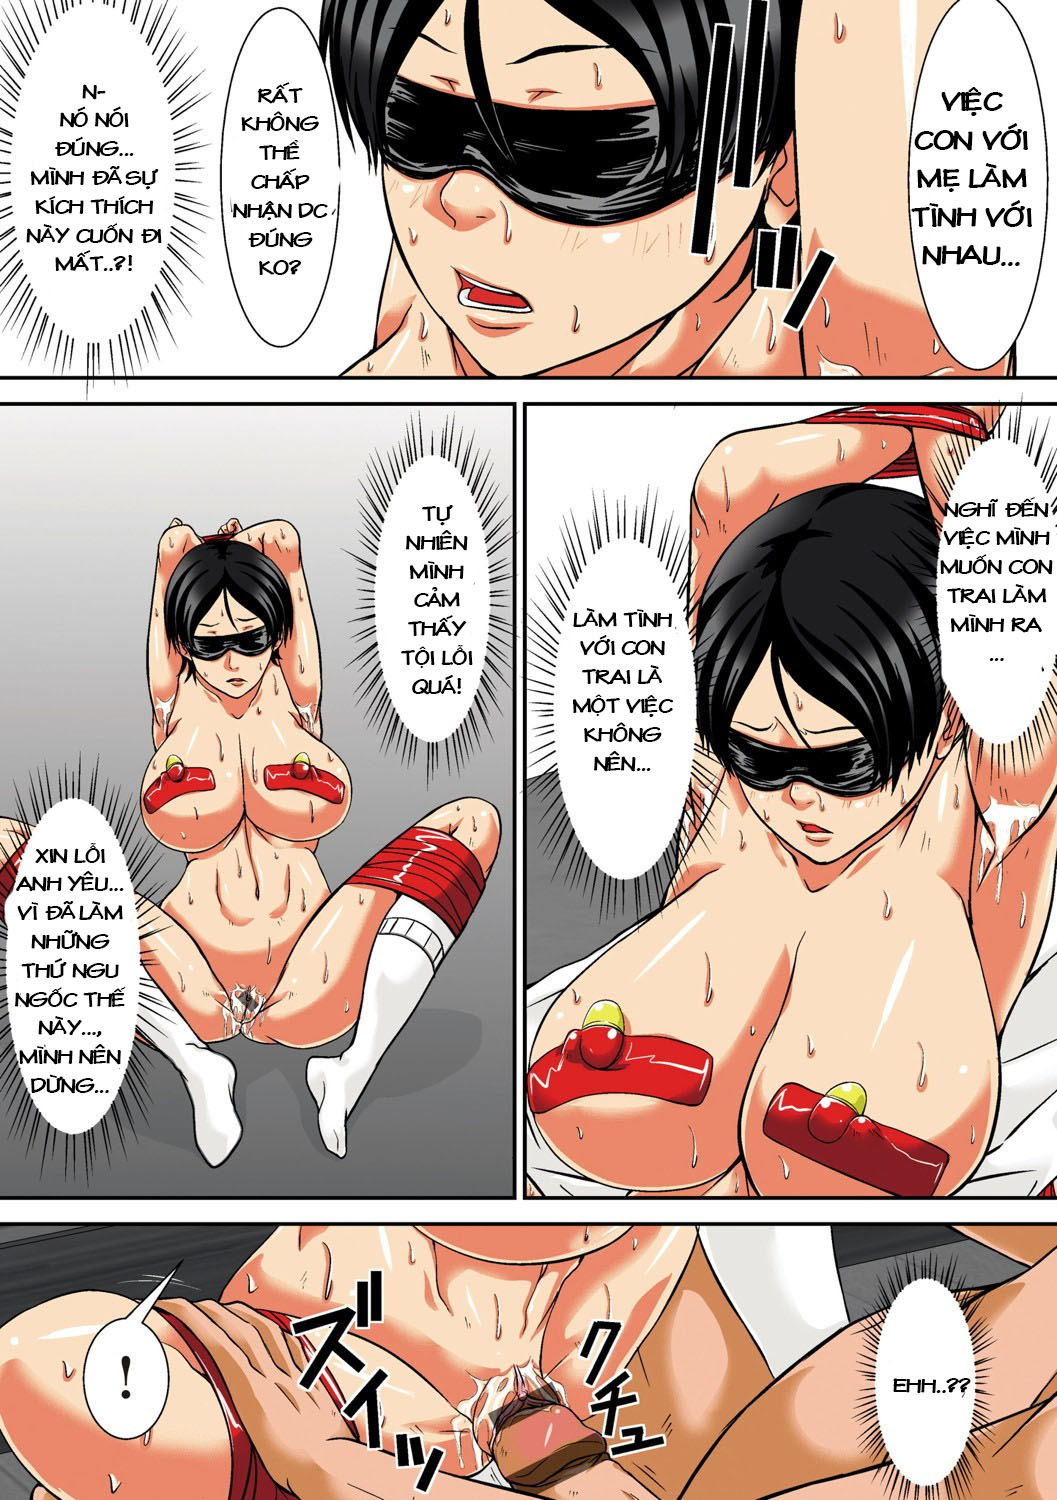 VIỆC
CON VỚI
MẸ LÀM
TÌNH VỚI
NHAU...
RẤT
KHÔNG
THỂ
CHẤP
NHẬN DC
ĐÚNG
KO?
N-
NÓ NÓI
ĐÚNG...
MÌNH ĐÃ SỰ
KÍCH THÍCH
NÀY CUỐN ĐI
MẤT..?!
NGHĨ ĐẾN
VIỆC MÌNH
MUỐN CON
TRAI LÀM
MÌNH RA
...
LÀM TÌNH
VỚI CON
TRAI LÀ
MỘT VIỆC
KHÔNG
NÊN...
TỰ
NHIÊN
MÌNH
CẢM
THẤY
TỘI LỖI
QUÁ!
XIN LỖI
ANH YÊU...
VÌ ĐÃ LÀM
NHỮNG
THỨ NGU
NGỐC THẾ
NÀY...,
MÌNH NÊN
DỪNG...
EHH..??
クチュ
ズイッ
!